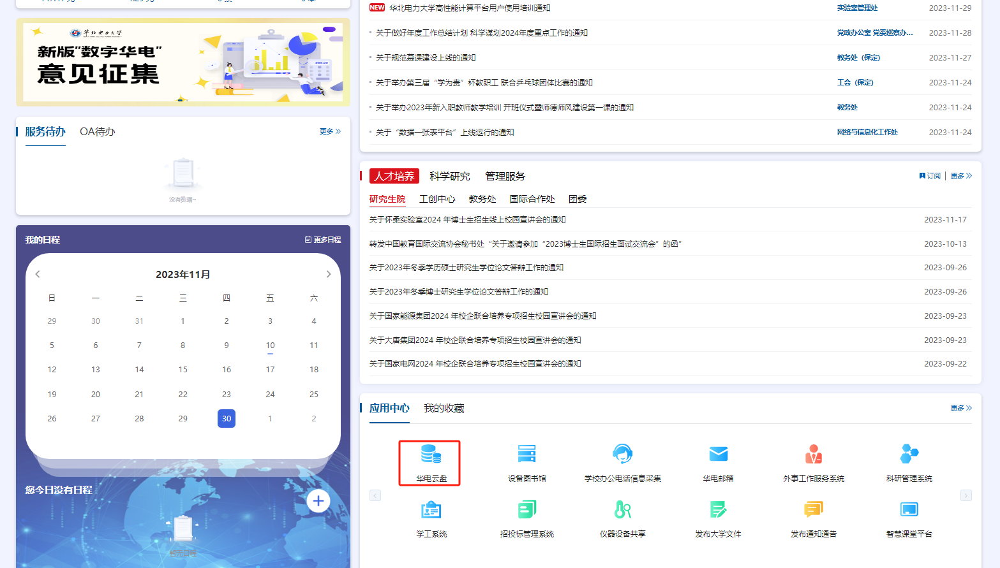 华北电力大学
新版"数字华电"
意见征集
服务待办 OA待办 更多
没有数据~
我的日程 更多日程
2023年11月
日 一 二 三 四 五 六
29 30 31 1 2 3 4
5 6 7 8 9 10 11
12 13 14 15 16 17 18
19 20 21 22 23 24 25
26 27 28 29 30 1 2
您今日没有日程
暂无日程
NEW 华北电力大学高性能计算平台用户使用培训通知 实验室管理处 2023-11-29
关于做好年度工作总结计划 科学谋划2024年度重点工作的通知 党政办公室 党委巡察办... 2023-11-28
关于规范慕课建设上线的通知 教务处（保定） 2023-11-27
关于举办第三届“学为贵”杯教职工 联合乒乓球团体比赛的通知 工会（保定） 2023-11-24
关于举办2023年新入职教师教学培训 开班仪式暨师德师风建设第一课的通知 教务处 2023-11-24
关于“数据一张表平台”上线运行的通知 网络与信息化工作处 2023-11-24
人才培养 科学研究 管理服务 订阅 | 更多
研究生院 工创中心 教务处 国际合作处 团委
关于怀柔实验室2024 年博士生招生线上校园宣讲会的通知 2023-11-17
转发中国教育国际交流协会秘书处“关于邀请参加“2023博士生国际招生面试交流会”的函” 2023-10-13
关于2023年冬季学历硕士研究生学位论文答辩工作的通知 2023-09-26
关于2023年冬季博士研究生学位论文答辩工作的通知 2023-09-26
关于国家能源集团2024 年校企联合培养专项招生校园宣讲会的通知 2023-09-23
关于大唐集团2024 年校企联合培养专项招生校园宣讲会的通知 2023-09-23
关于国家电网2024 年校企联合培养专项招生校园宣讲会的通知 2023-09-22
应用中心 我的收藏 更多
华电云盘 设备图书馆 学校办公电话信息采集 华电邮箱 外事工作服务系统 科研管理系统
学工系统 招投标管理系统 仪器设备共享 发布大学文件 发布通知通告 智慧课堂平台